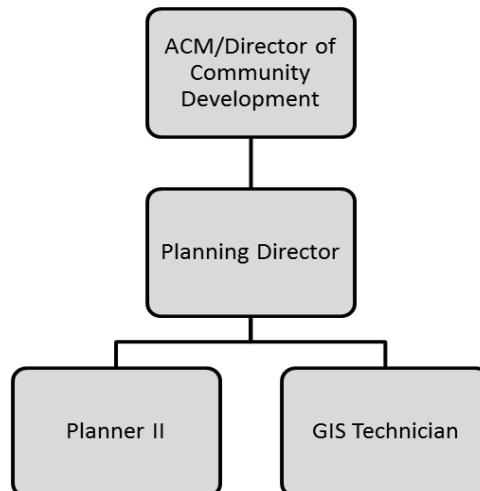 ACM/Director of
Community
Development
Planning Director
Planner II
GIS Technician